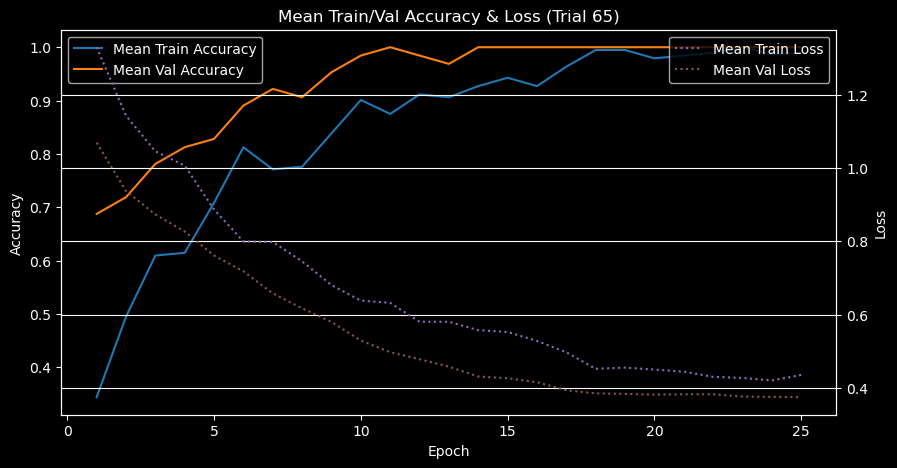 Mean Train/Val Accuracy & Loss (Trial 65)
Mean Train Accuracy
Mean Val Accuracy
Mean Train Loss
Mean Val Loss
1.0
0.9
0.8
0.7
0.6
0.5
0.4
Accuracy
1.2
1.0
0.8
0.6
0.4
Loss
0
5
10
15
20
25
Epoch